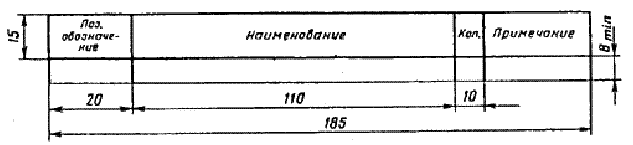 Поз. обозначе- ние
Наименование
Кол.
Примечание
15
8 min
20
110
10
185